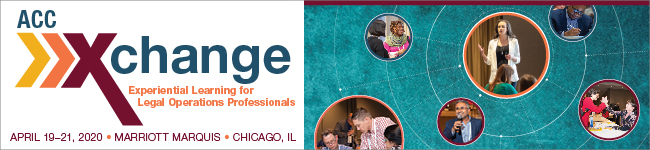 ACC
Xchange
Experiential Learning for
Legal Operations Professionals
APRIL 19–21, 2020 • MARRIOTT MARQUIS • CHICAGO, IL